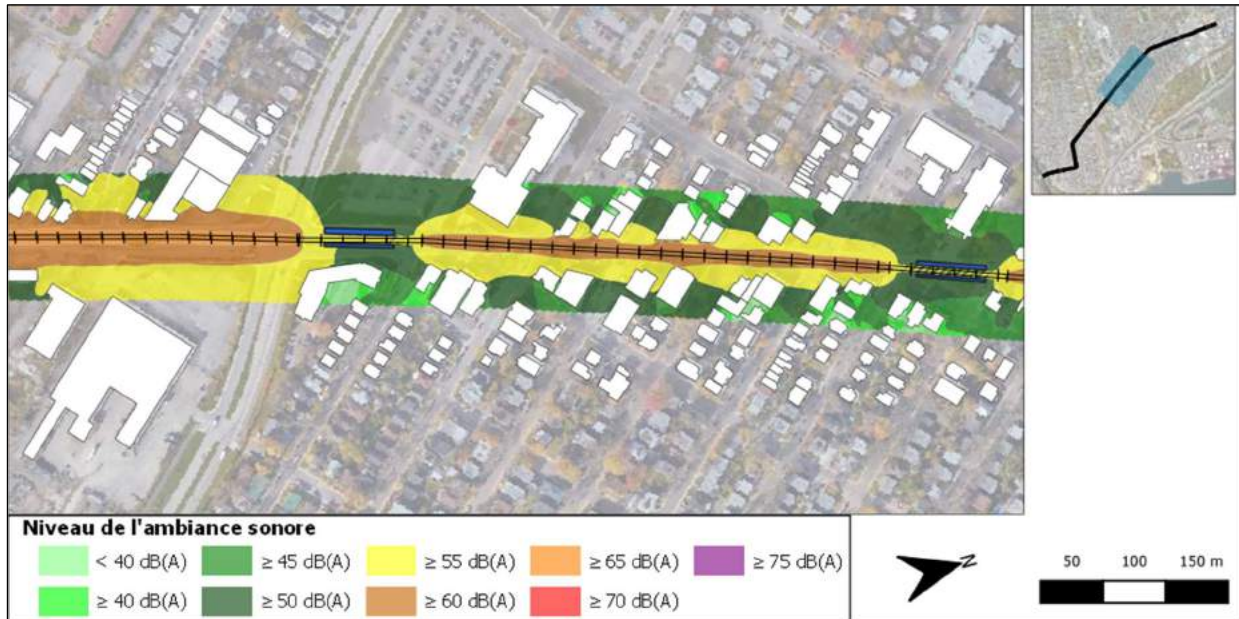 Niveau de l'ambiance sonore
< 40 dB(A) ≥ 45 dB(A) ≥ 55 dB(A) ≥ 65 dB(A) ≥ 75 dB(A)
≥ 40 dB(A) ≥ 50 dB(A) ≥ 60 dB(A) ≥ 70 dB(A)
N
50 100 150 m